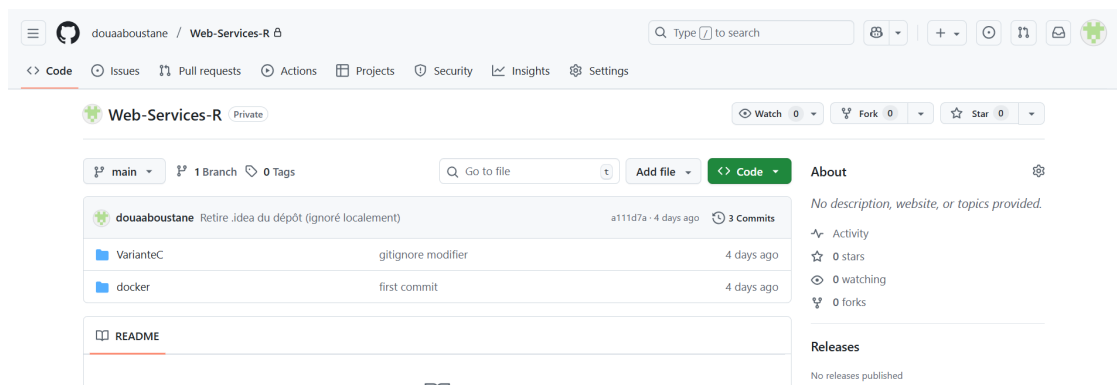 douaaboustane / Web-Services-R
Type / to search
Code Issues Pull requests Actions Projects Security Insights Settings
Web-Services-R Private
Watch 0 Fork 0 Star 0
main 1 Branch 0 Tags Go to file t Add file <> Code
douaaboustane Retire .idea du dépôt (ignoré localement) a111d7a · 4 days ago 3 Commits
VarianteC gitignore modifier 4 days ago
docker first commit 4 days ago
README
About
No description, website, or topics provided.
Activity
0 stars
0 watching
0 forks
Releases
No releases published